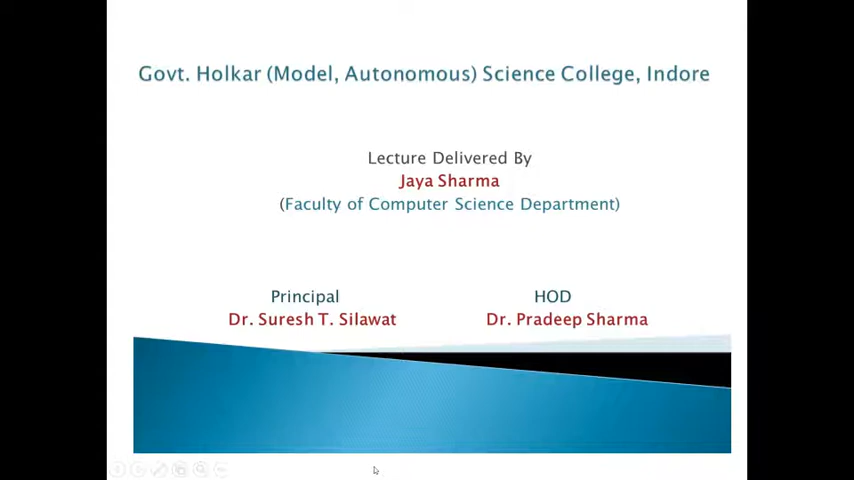 Govt. Holkar (Model, Autonomous) Science College, Indore
Lecture Delivered By
Jaya Sharma
(Faculty of Computer Science Department)
Principal HOD
Dr. Suresh T. Silawat Dr. Pradeep Sharma